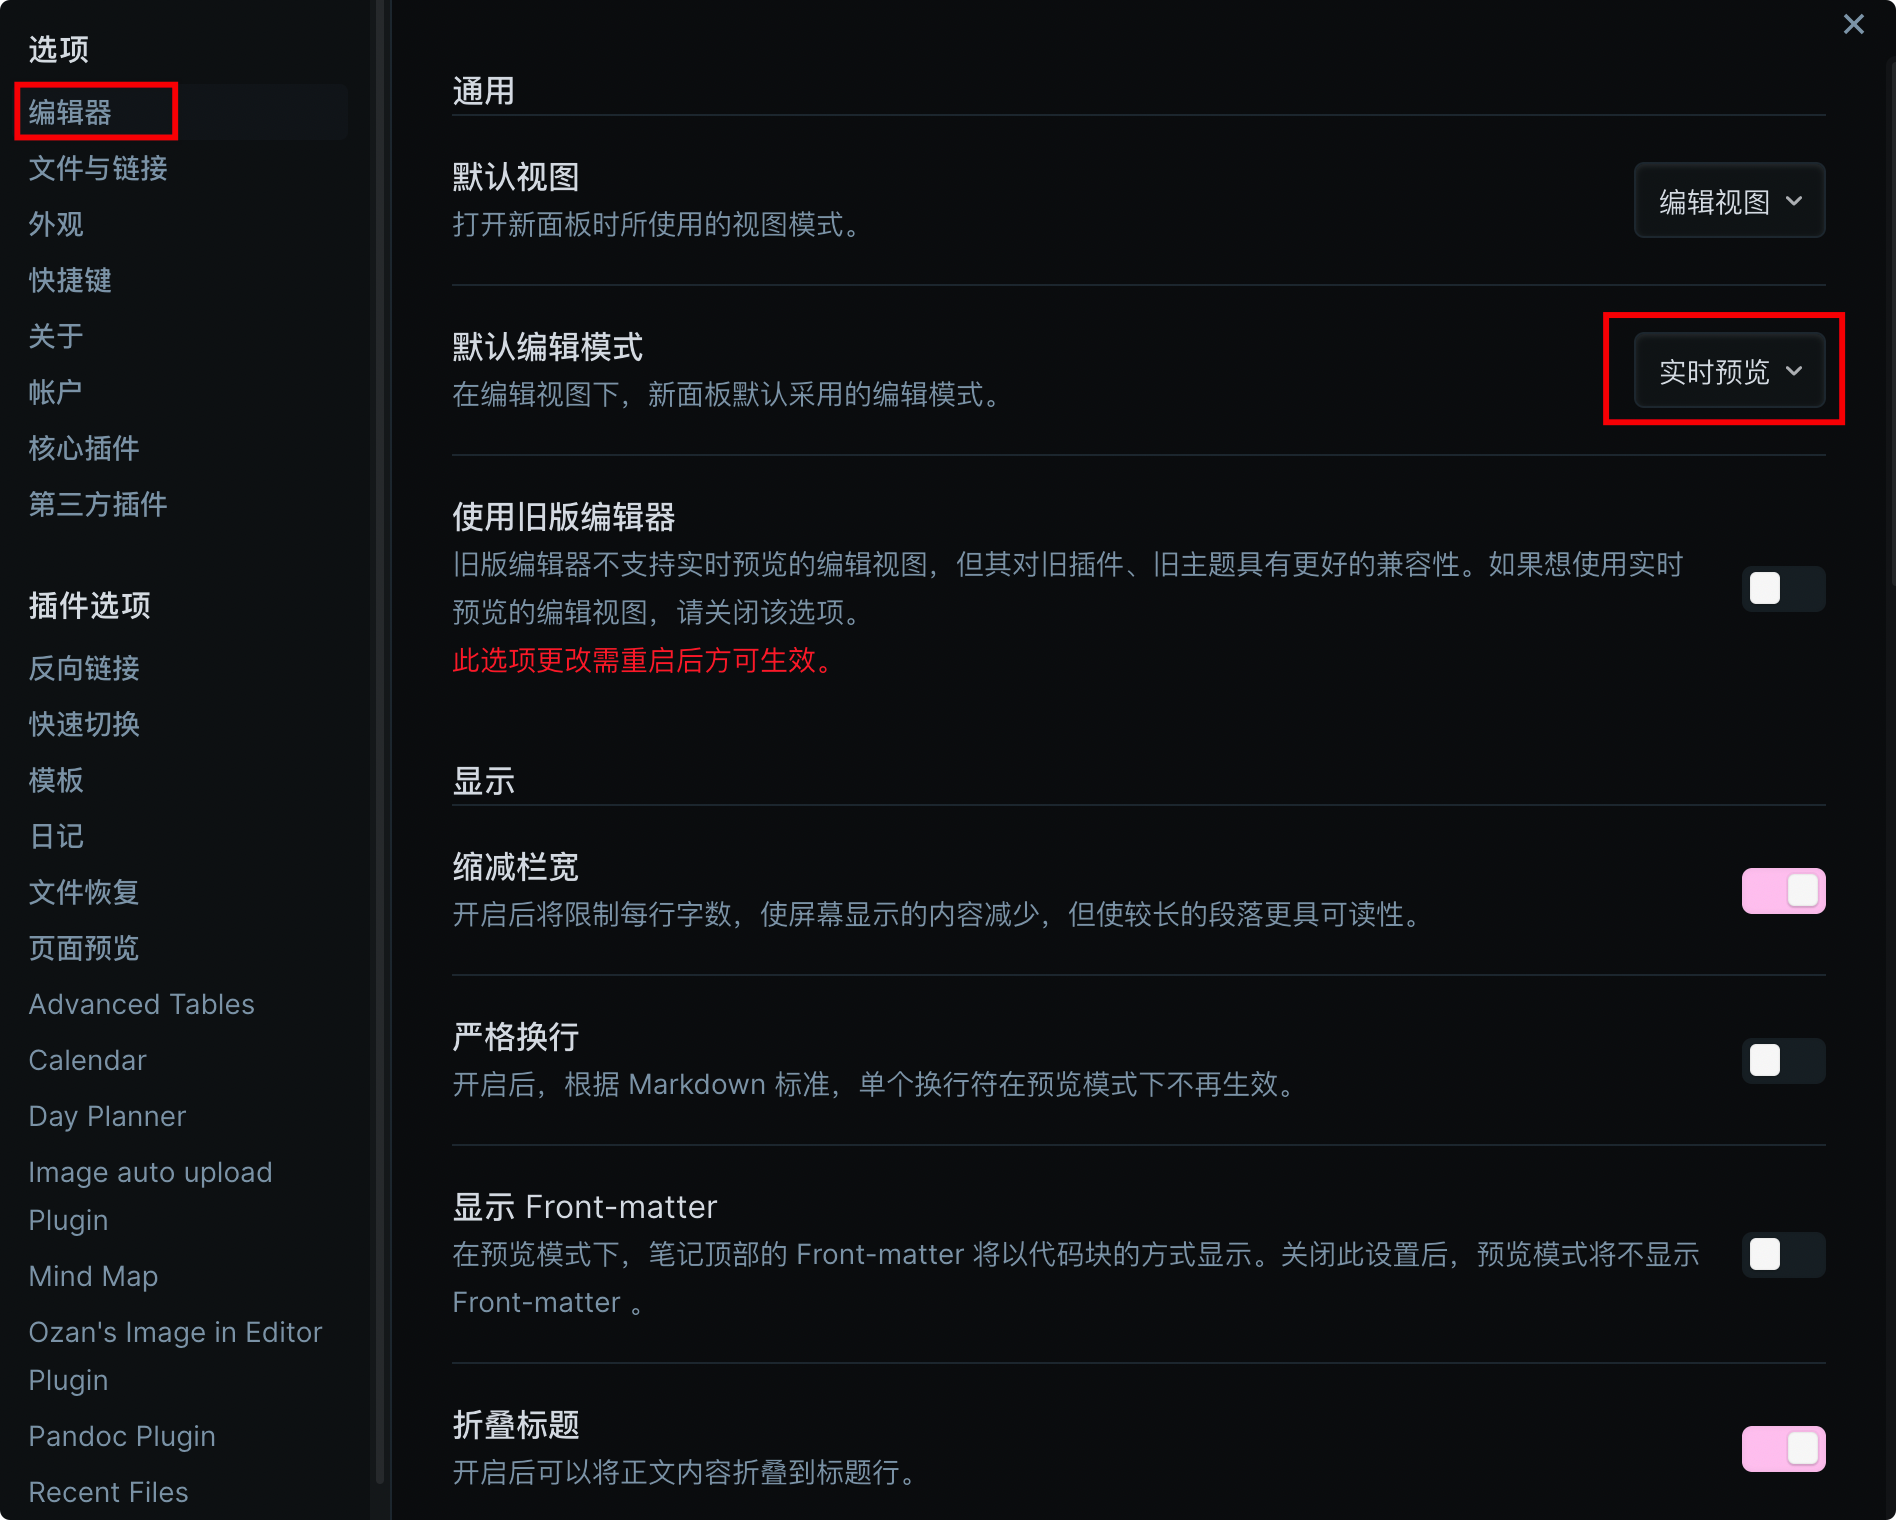 选项
编辑器
文件与链接
外观
快捷键
关于
帐户
核心插件
第三方插件
插件选项
反向链接
快速切换
模板
日记
文件恢复
页面预览
Advanced Tables
Calendar
Day Planner
Image auto upload
Plugin
Mind Map
Ozan's Image in Editor
Plugin
Pandoc Plugin
Recent Files
通用
默认视图
打开新面板时所使用的视图模式。
编辑视图
默认编辑模式
在编辑视图下，新面板默认采用的编辑模式。
实时预览
使用旧版编辑器
旧版编辑器不支持实时预览的编辑视图，但其对旧插件、旧主题具有更好的兼容性。如果想使用实时
预览的编辑视图，请关闭该选项。
此选项更改需重启后方可生效。
显示
缩减栏宽
开启后将限制每行字数，使屏幕显示的内容减少，但使较长的段落更具可读性。
严格换行
开启后，根据 Markdown 标准，单个换行符在预览模式下不再生效。
显示 Front-matter
在预览模式下，笔记顶部的 Front-matter 将以代码块的方式显示。关闭此设置后，预览模式将不显示
Front-matter 。
折叠标题
开启后可以将正文内容折叠到标题行。